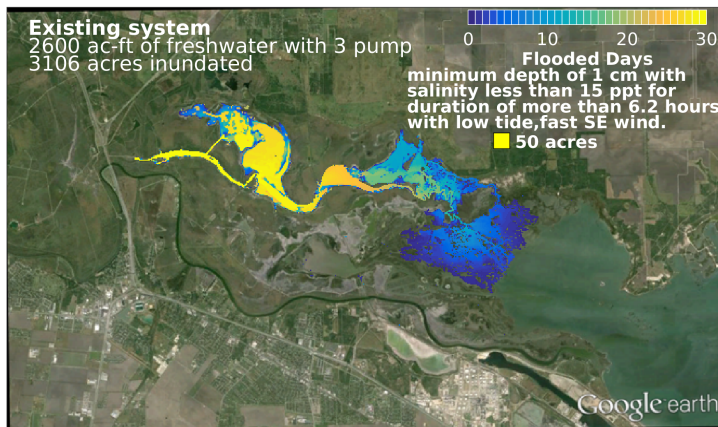 Existing system
2600 ac-ft of freshwater with 3 pump
3106 acres inundated
0 10 20 30
Flooded Days
minimum depth of 1 cm with
salinity less than 15 ppt for
duration of more than 6.2 hours
with low tide,fast SE wind.
50 acres
Google earth